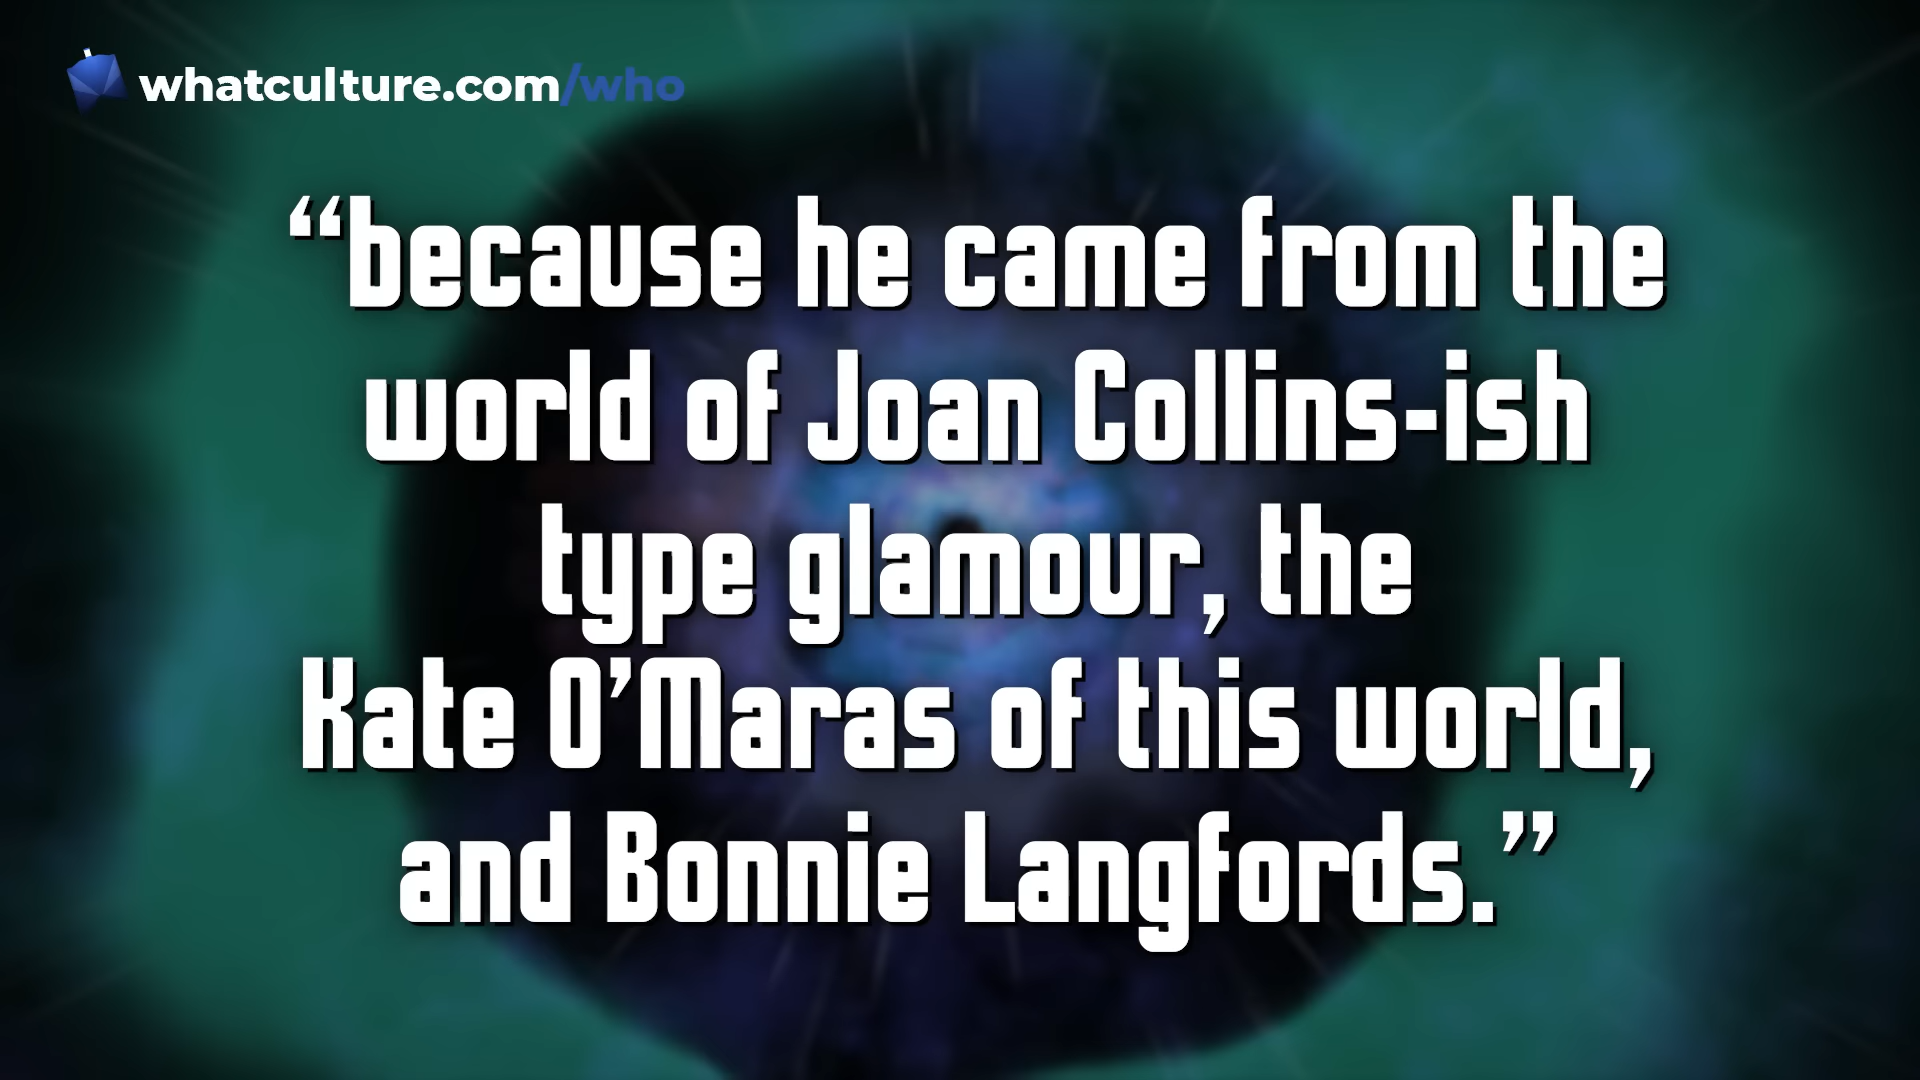 whatculture.com/who
“because he came from the
world of Joan Collins-ish
type glamour, the
Kate O’Maras of this world,
and Bonnie Langfords.”